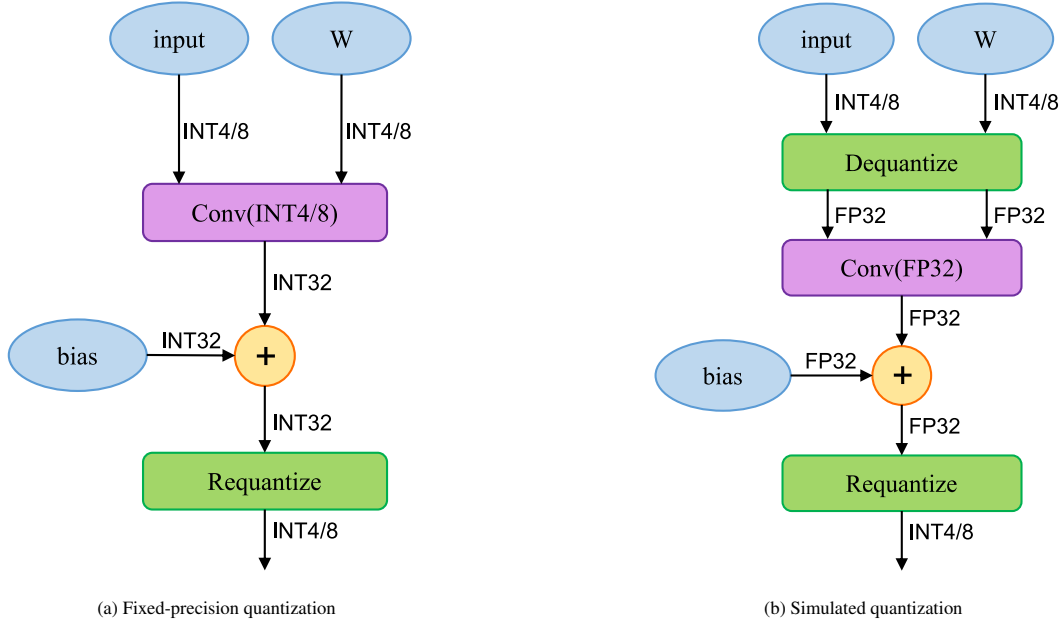 input
W
INT4/8
INT4/8
Conv(INT4/8)
INT32
bias
INT32
+
INT32
Requantize
INT4/8
(a) Fixed-precision quantization
input
W
INT4/8
INT4/8
Dequantize
FP32
FP32
Conv(FP32)
FP32
bias
FP32
+
FP32
Requantize
INT4/8
(b) Simulated quantization